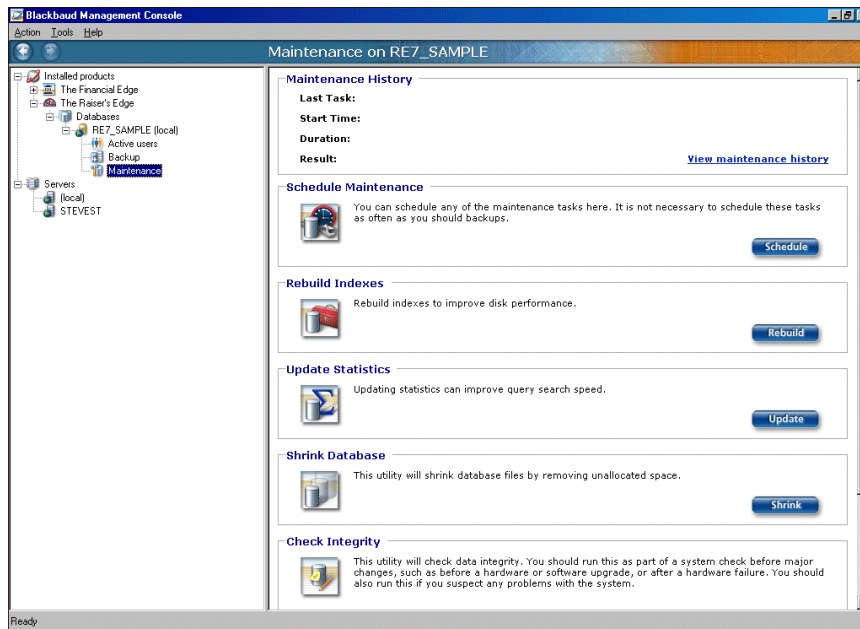 Blackbaud Management Console
Action Tools Help
Maintenance on RE7_SAMPLE
Installed products
The Financial Edge
The Raiser's Edge
Databases
RE7_SAMPLE (local)
Active users
Backup
Maintenance
Servers
(local)
STEVEST
Maintenance History
Last Task:
Start Time:
Duration:
Result:
View maintenance history
Schedule Maintenance
You can schedule any of the maintenance tasks here. It is not necessary to schedule these tasks
as often as you should backups.
Schedule
Rebuild Indexes
Rebuild indexes to improve disk performance.
Rebuild
Update Statistics
Updating statistics can improve query search speed.
Update
Shrink Database
This utility will shrink database files by removing unallocated space.
Shrink
Check Integrity
This utility will check data integrity. You should run this as part of a system check before major
changes, such as before a hardware or software upgrade, or after a hardware failure. You should
also run this if you suspect any problems with the system.
Ready